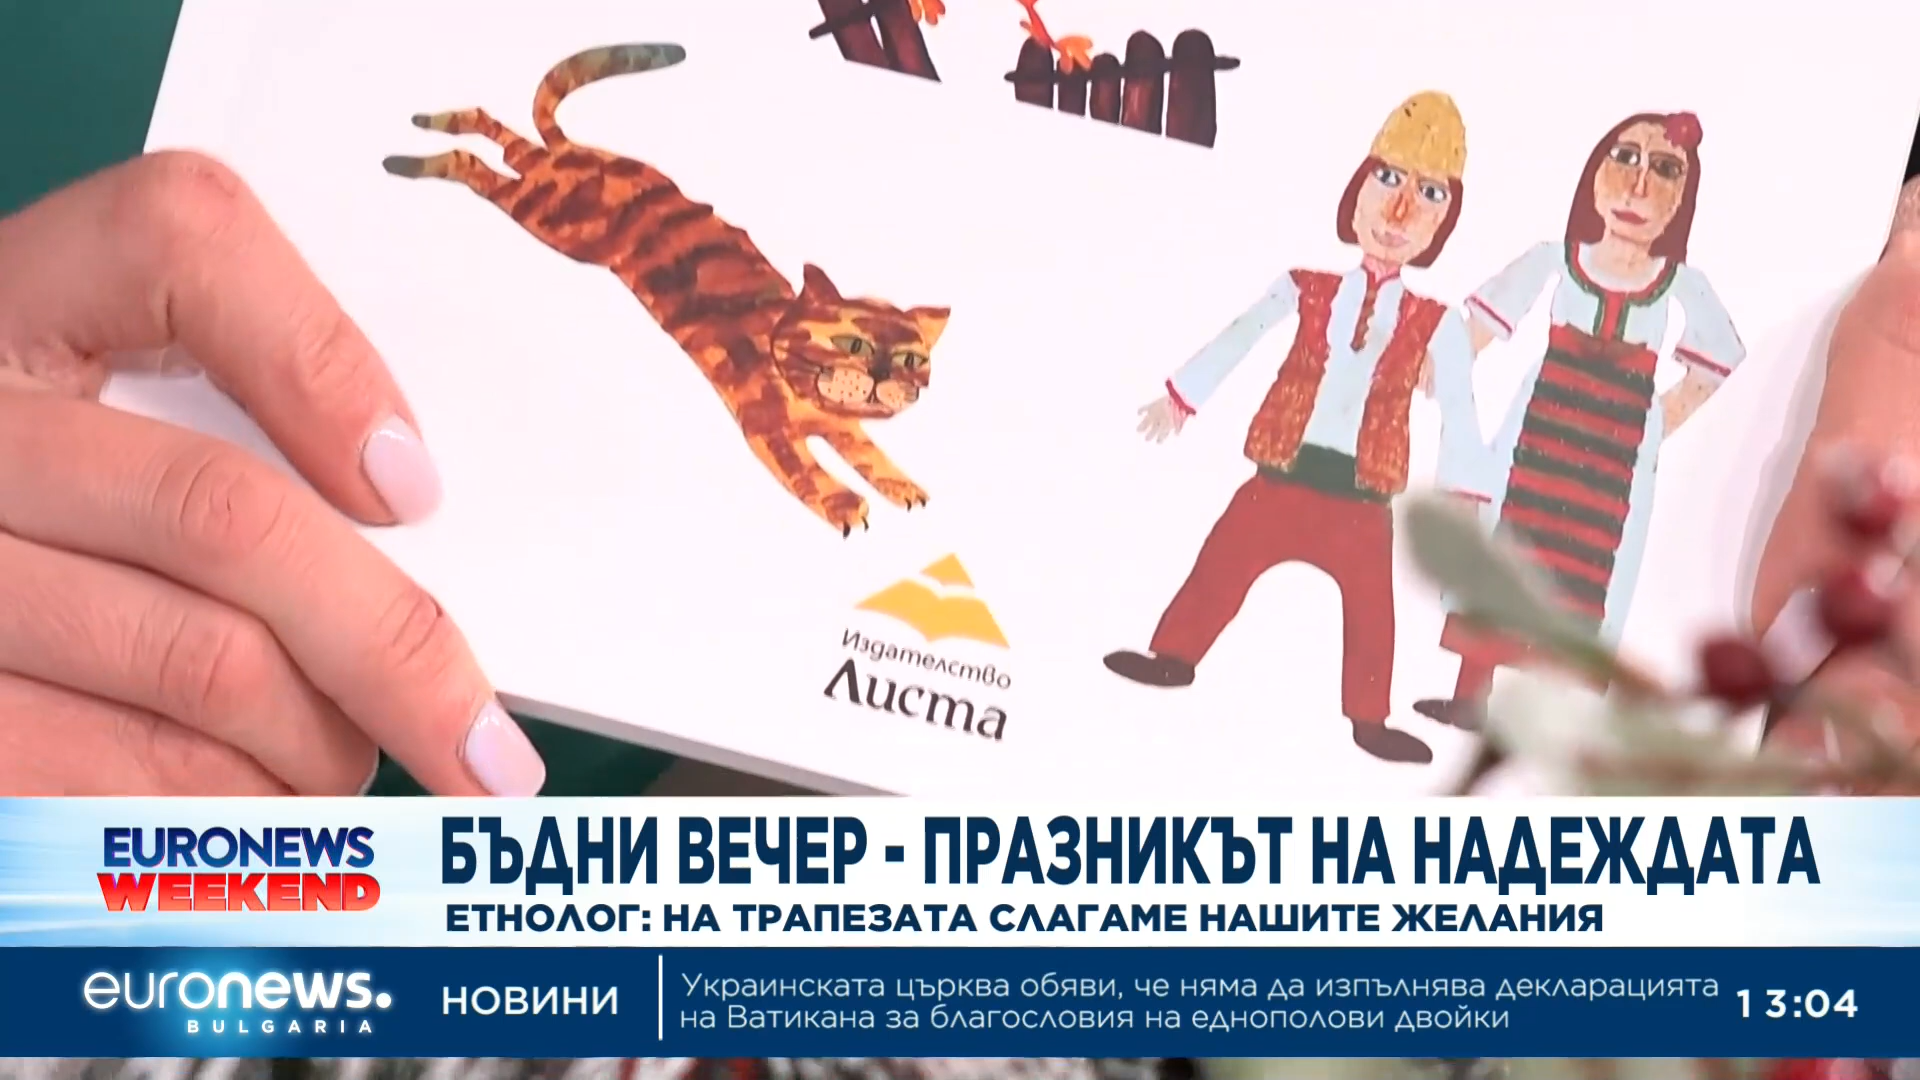 Издателство
Листа
EURONEWS
WEEKEND
БЪДНИ ВЕЧЕР - ПРАЗНИКЪТ НА НАДЕЖДАТА
ЕТНОЛОГ: НА ТРАПЕЗАТА СЛАГАМЕ НАШИТЕ ЖЕЛАНИЯ
euronews.
BULGARIA
НОВИНИ
Украинската църква обяви, че няма да изпълнява декларацията
на Ватикана за благословия на еднополови двойки
13:04